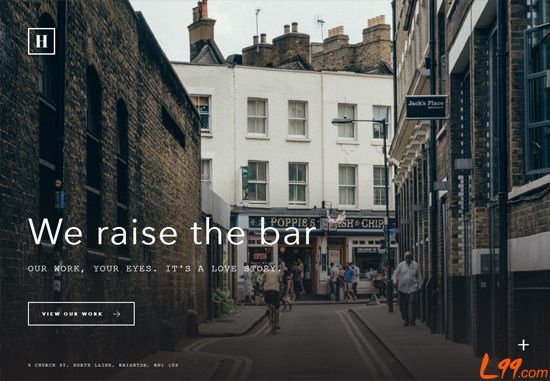 H
Jack's Place
POPPIE'S FISH & CHIPS
OPEN
We raise the bar
OUR WORK, YOUR EYES. IT'S A LOVE STORY.
VIEW OUR WORK →
9 CHURCH ST, NORTH LAINE, BRIGHTON, BN1 1US
+
L99.com